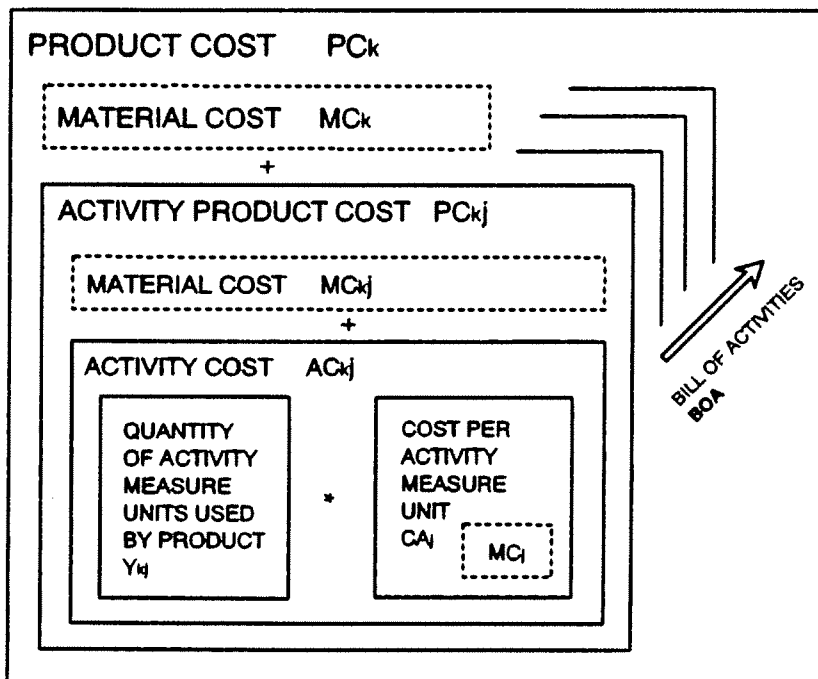 PRODUCT COST PCk
MATERIAL COST MCk
+
ACTIVITY PRODUCT COST PCkj
MATERIAL COST MCkj
+
ACTIVITY COST ACkj
QUANTITY
OF ACTIVITY
MEASURE
UNITS USED
BY PRODUCT
Ykj
*
COST PER
ACTIVITY
MEASURE
UNIT
CAj
MCj
BILL OF ACTIVITIES
BOA